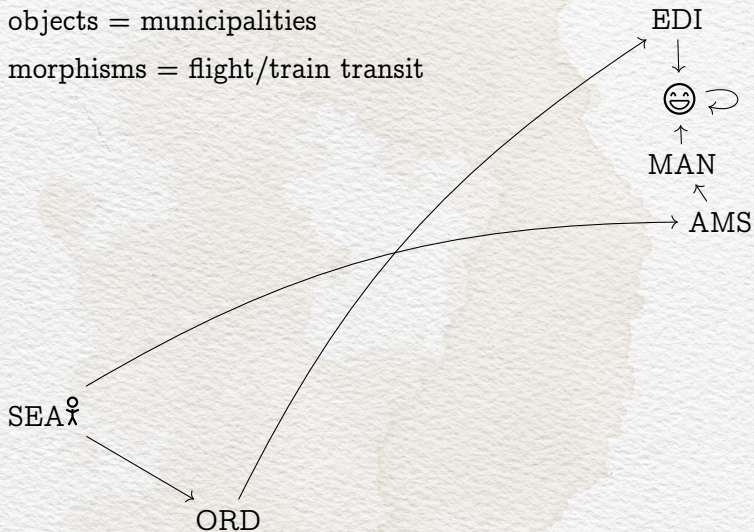 objects = municipalities
EDI
morphisms = flight/train transit
MAN
AMS
SEA
ORD